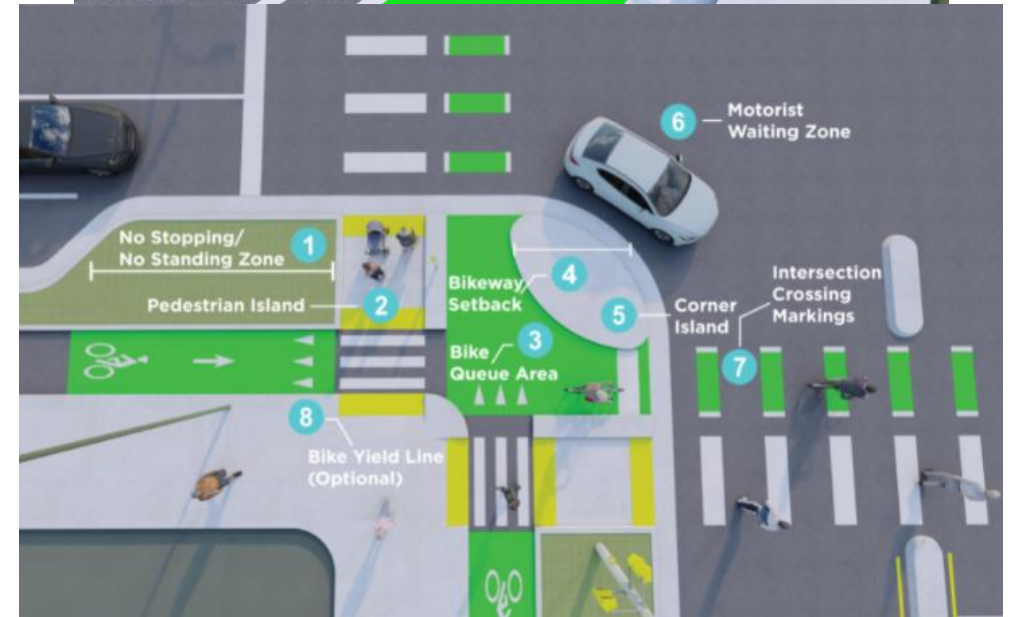 6
Motorist
Waiting Zone
No Stopping/
No Standing Zone
1
Pedestrian Island
2
Bikeway
Setback
4
5
Corner
Island
Intersection
Crossing
Markings
7
3
Bike
Queue Area
8
Bike Yield Line
(Optional)